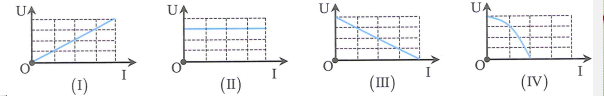 U U U U
O I O I O I O I
(I) (II) (III) (IV)